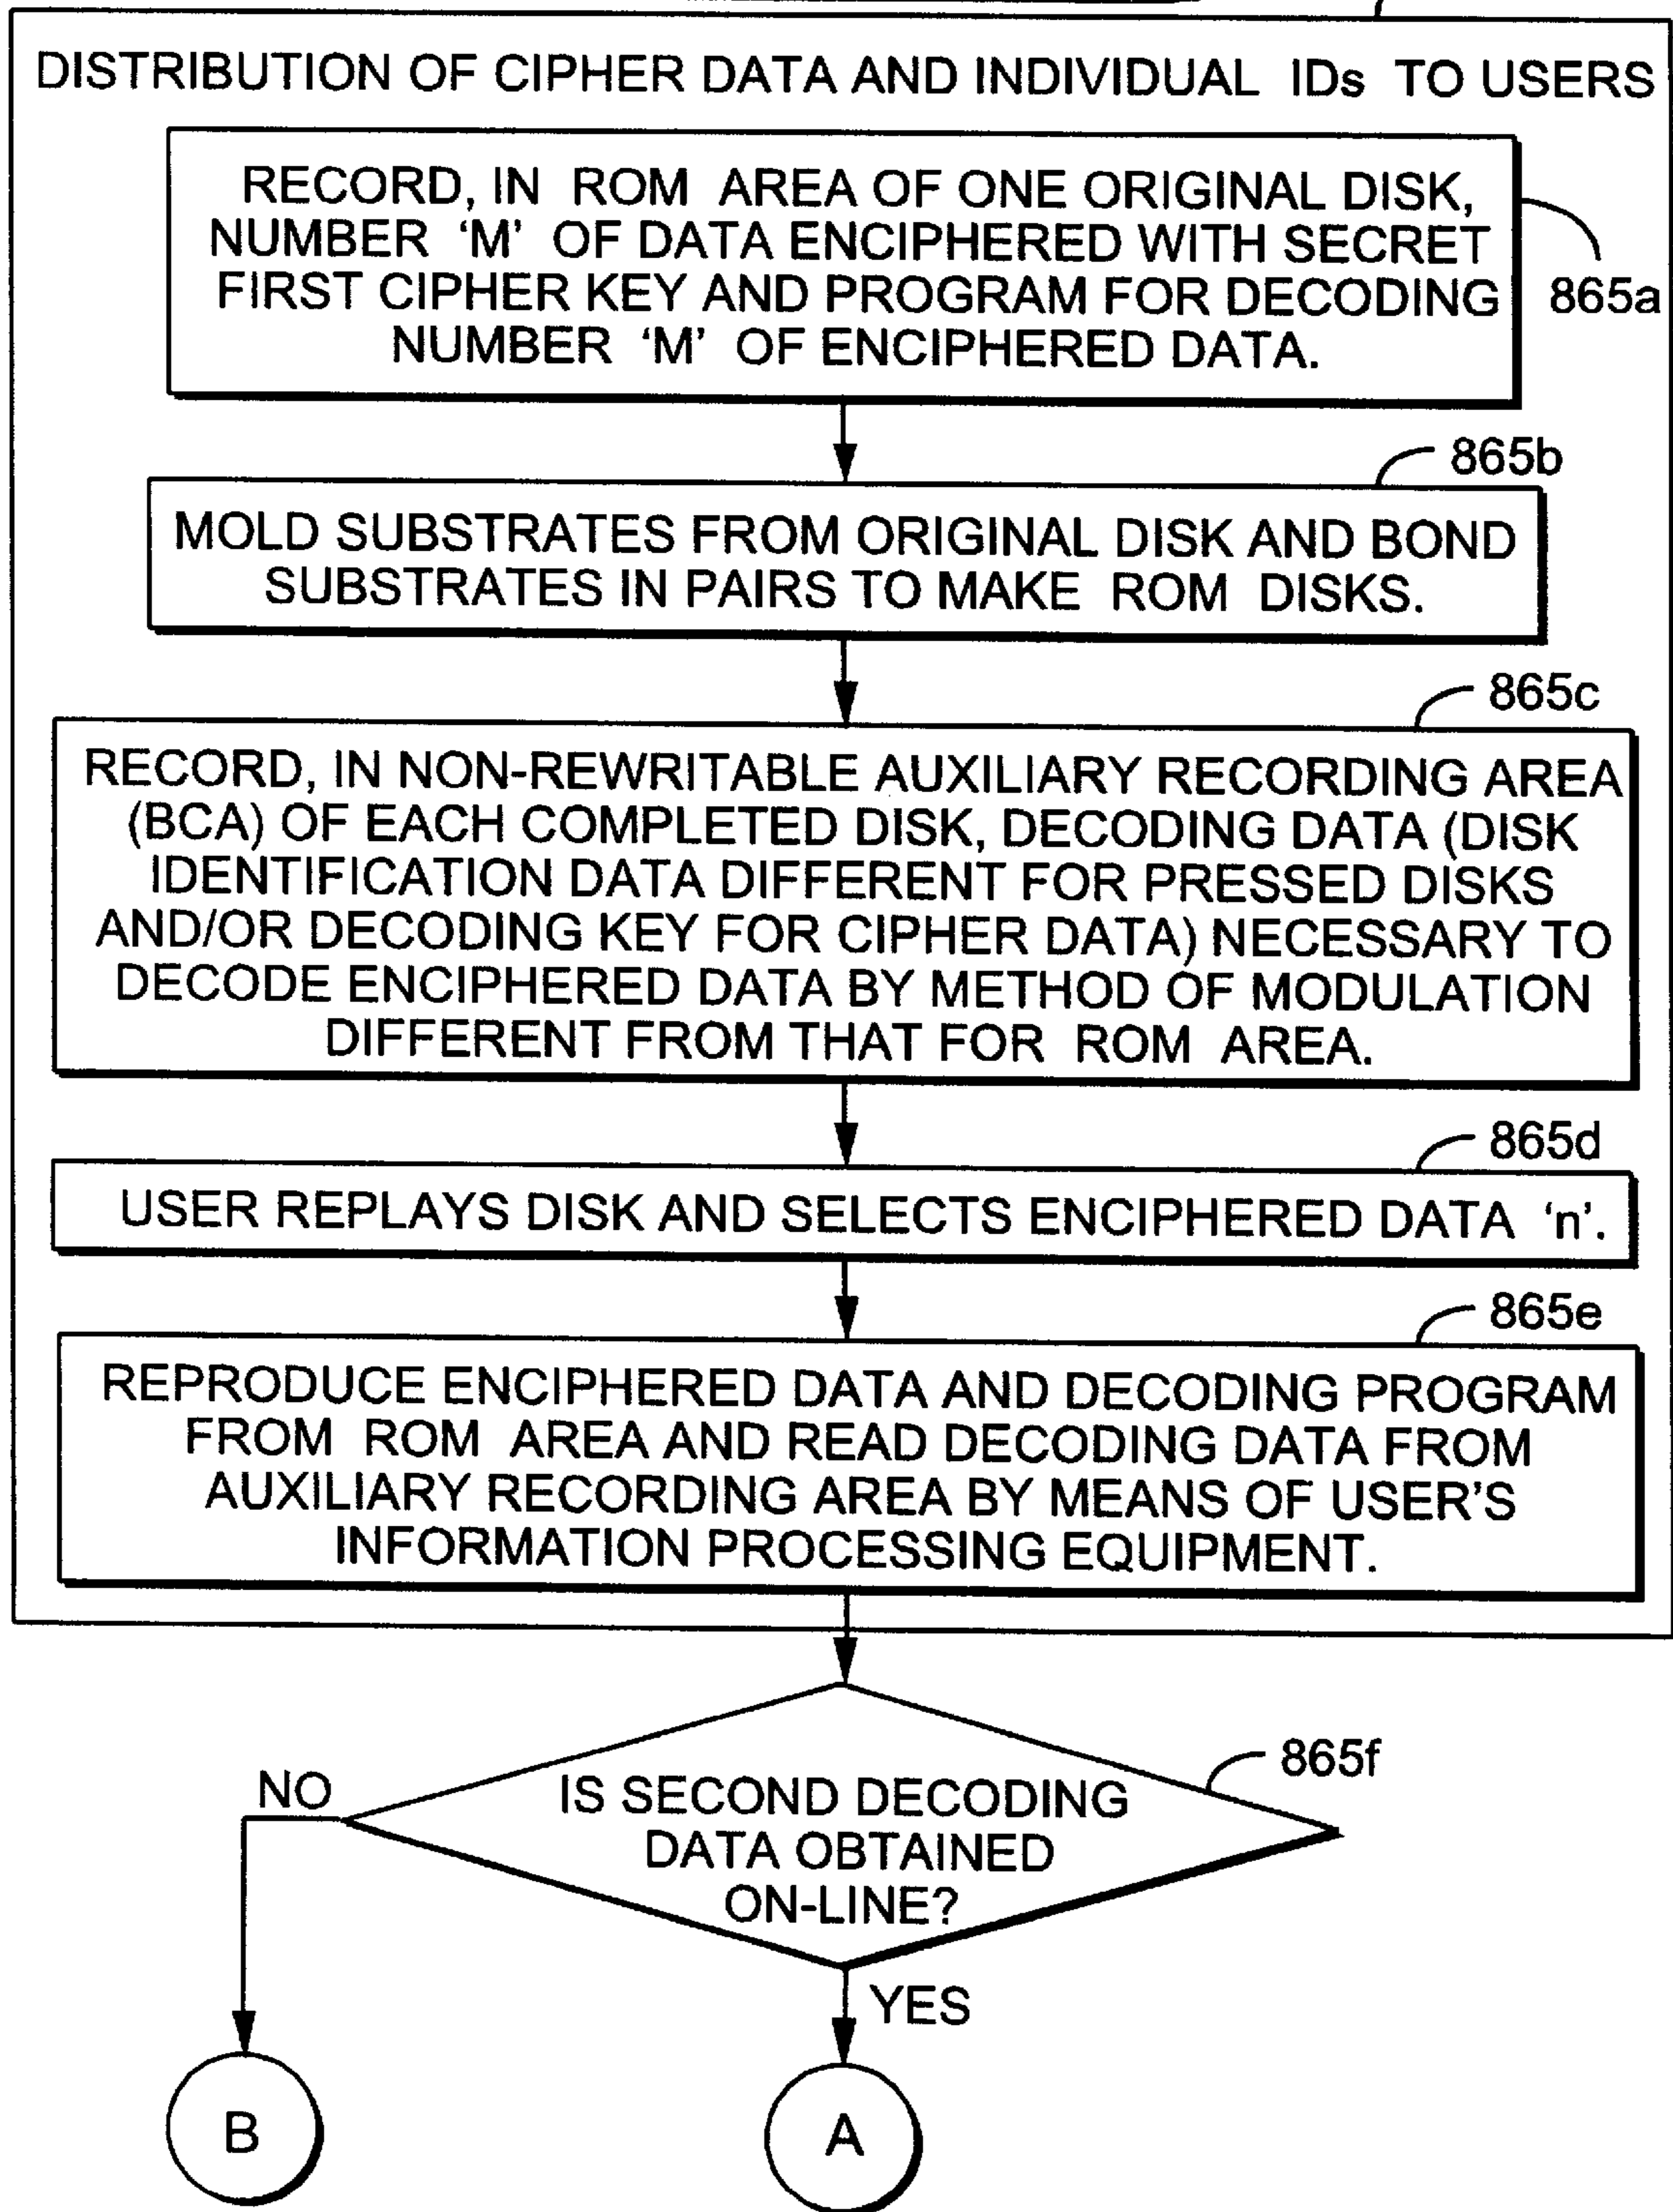 DISTRIBUTION OF CIPHER DATA AND INDIVIDUAL IDs TO USERS
RECORD, IN ROM AREA OF ONE ORIGINAL DISK,
NUMBER ‘M’ OF DATA ENCIPHERED WITH SECRET
FIRST CIPHER KEY AND PROGRAM FOR DECODING
NUMBER ‘M’ OF ENCIPHERED DATA.
865a
865b
MOLD SUBSTRATES FROM ORIGINAL DISK AND BOND
SUBSTRATES IN PAIRS TO MAKE ROM DISKS.
865c
RECORD, IN NON-REWRITABLE AUXILIARY RECORDING AREA
(BCA) OF EACH COMPLETED DISK, DECODING DATA (DISK
IDENTIFICATION DATA DIFFERENT FOR PRESSED DISKS
AND/OR DECODING KEY FOR CIPHER DATA) NECESSARY TO
DECODE ENCIPHERED DATA BY METHOD OF MODULATION
DIFFERENT FROM THAT FOR ROM AREA.
865d
USER REPLAYS DISK AND SELECTS ENCIPHERED DATA ‘n’.
865e
REPRODUCE ENCIPHERED DATA AND DECODING PROGRAM
FROM ROM AREA AND READ DECODING DATA FROM
AUXILIARY RECORDING AREA BY MEANS OF USER’S
INFORMATION PROCESSING EQUIPMENT.
865f
NO
IS SECOND DECODING
DATA OBTAINED
ON-LINE?
YES
B
A